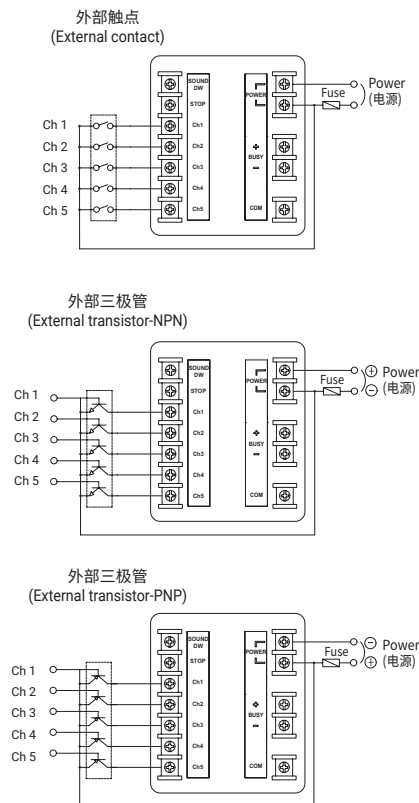 外部触点
(External contact)
SOUND
DW
STOP
Ch1
Ch2
Ch3
Ch4
Ch5
POWER
+
BUSY
−
COM
Fuse
Power
(电源)
Ch 1
Ch 2
Ch 3
Ch 4
Ch 5
外部三极管
(External transistor-NPN)
SOUND
DW
STOP
Ch1
Ch2
Ch3
Ch4
Ch5
POWER
+
BUSY
−
COM
Fuse
+ Power
− (电源)
Ch 1
Ch 2
Ch 3
Ch 4
Ch 5
外部三极管
(External transistor-PNP)
SOUND
DW
STOP
Ch1
Ch2
Ch3
Ch4
Ch5
POWER
+
BUSY
−
COM
Fuse
− Power
+ (电源)
Ch 1
Ch 2
Ch 3
Ch 4
Ch 5